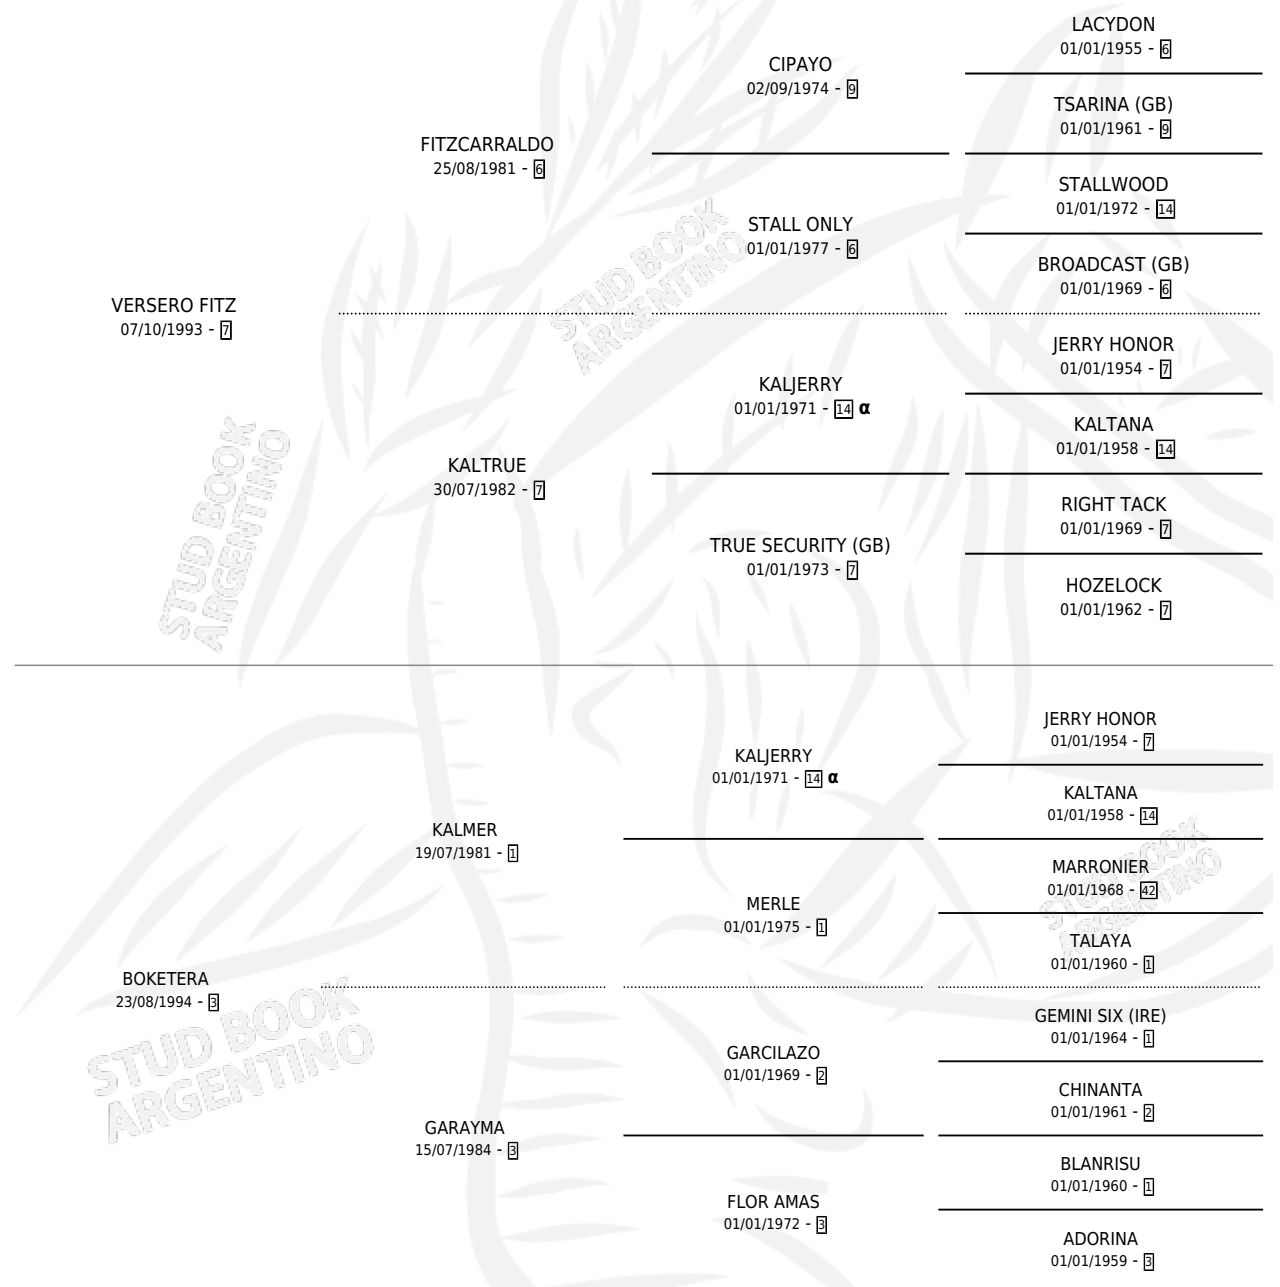 LACYDON
01/01/1955 - 6
CIPAYO
02/09/1974 - 9
TSARINA (GB)
01/01/1961 - 9
FITZCARRALDO
25/08/1981 - 6
STALLWOOD
01/01/1972 - 14
STALL ONLY
01/01/1977 - 6
BROADCAST (GB)
01/01/1969 - 6
VERSERO FITZ
07/10/1993 - 7
JERRY HONOR
01/01/1954 - 7
KALJERRY
01/01/1971 - 14 α
KALTANA
01/01/1958 - 14
KALTRUE
30/07/1982 - 7
RIGHT TACK
01/01/1969 - 7
TRUE SECURITY (GB)
01/01/1973 - 7
HOZELOCK
01/01/1962 - 7
JERRY HONOR
01/01/1954 - 7
KALJERRY
01/01/1971 - 14 α
KALTANA
01/01/1958 - 14
KALMER
19/07/1981 - 1
MARRONIER
01/01/1968 - 42
MERLE
01/01/1975 - 1
TALAYA
01/01/1960 - 1
BOKETERA
23/08/1994 - 3
GEMINI SIX (IRE)
01/01/1964 - 1
GARCILAZO
01/01/1969 - 2
CHINANTA
01/01/1961 - 2
GARAYMA
15/07/1984 - 3
BLANRISU
01/01/1960 - 1
FLOR AMAS
01/01/1972 - 3
ADORINA
01/01/1959 - 3
STUD BOOK
ARGENTINO
STUD BOOK
ARGENTINO
STUD BOOK
ARGENTINO
STUD BOOK
ARGENTINO